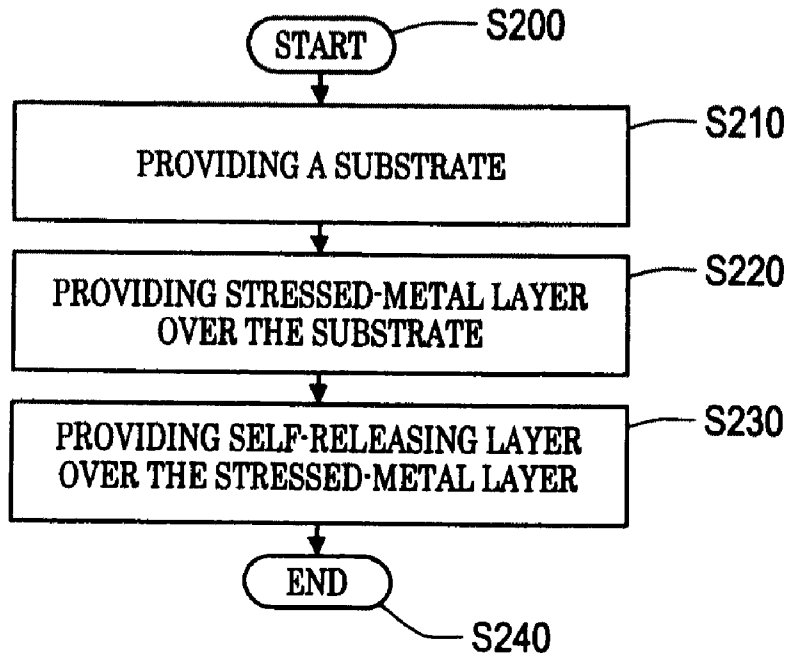 START
S200
PROVIDING A SUBSTRATE
S210
PROVIDING STRESSED-METAL LAYER
OVER THE SUBSTRATE
S220
PROVIDING SELF-RELEASING LAYER
OVER THE STRESSED-METAL LAYER
S230
END
S240